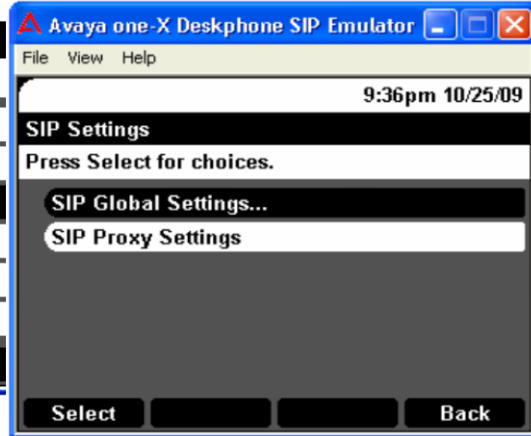 Avaya one-X Deskphone SIP Emulator
File View Help
9:36pm 10/25/09
SIP Settings
Press Select for choices.
SIP Global Settings...
SIP Proxy Settings
Select Back